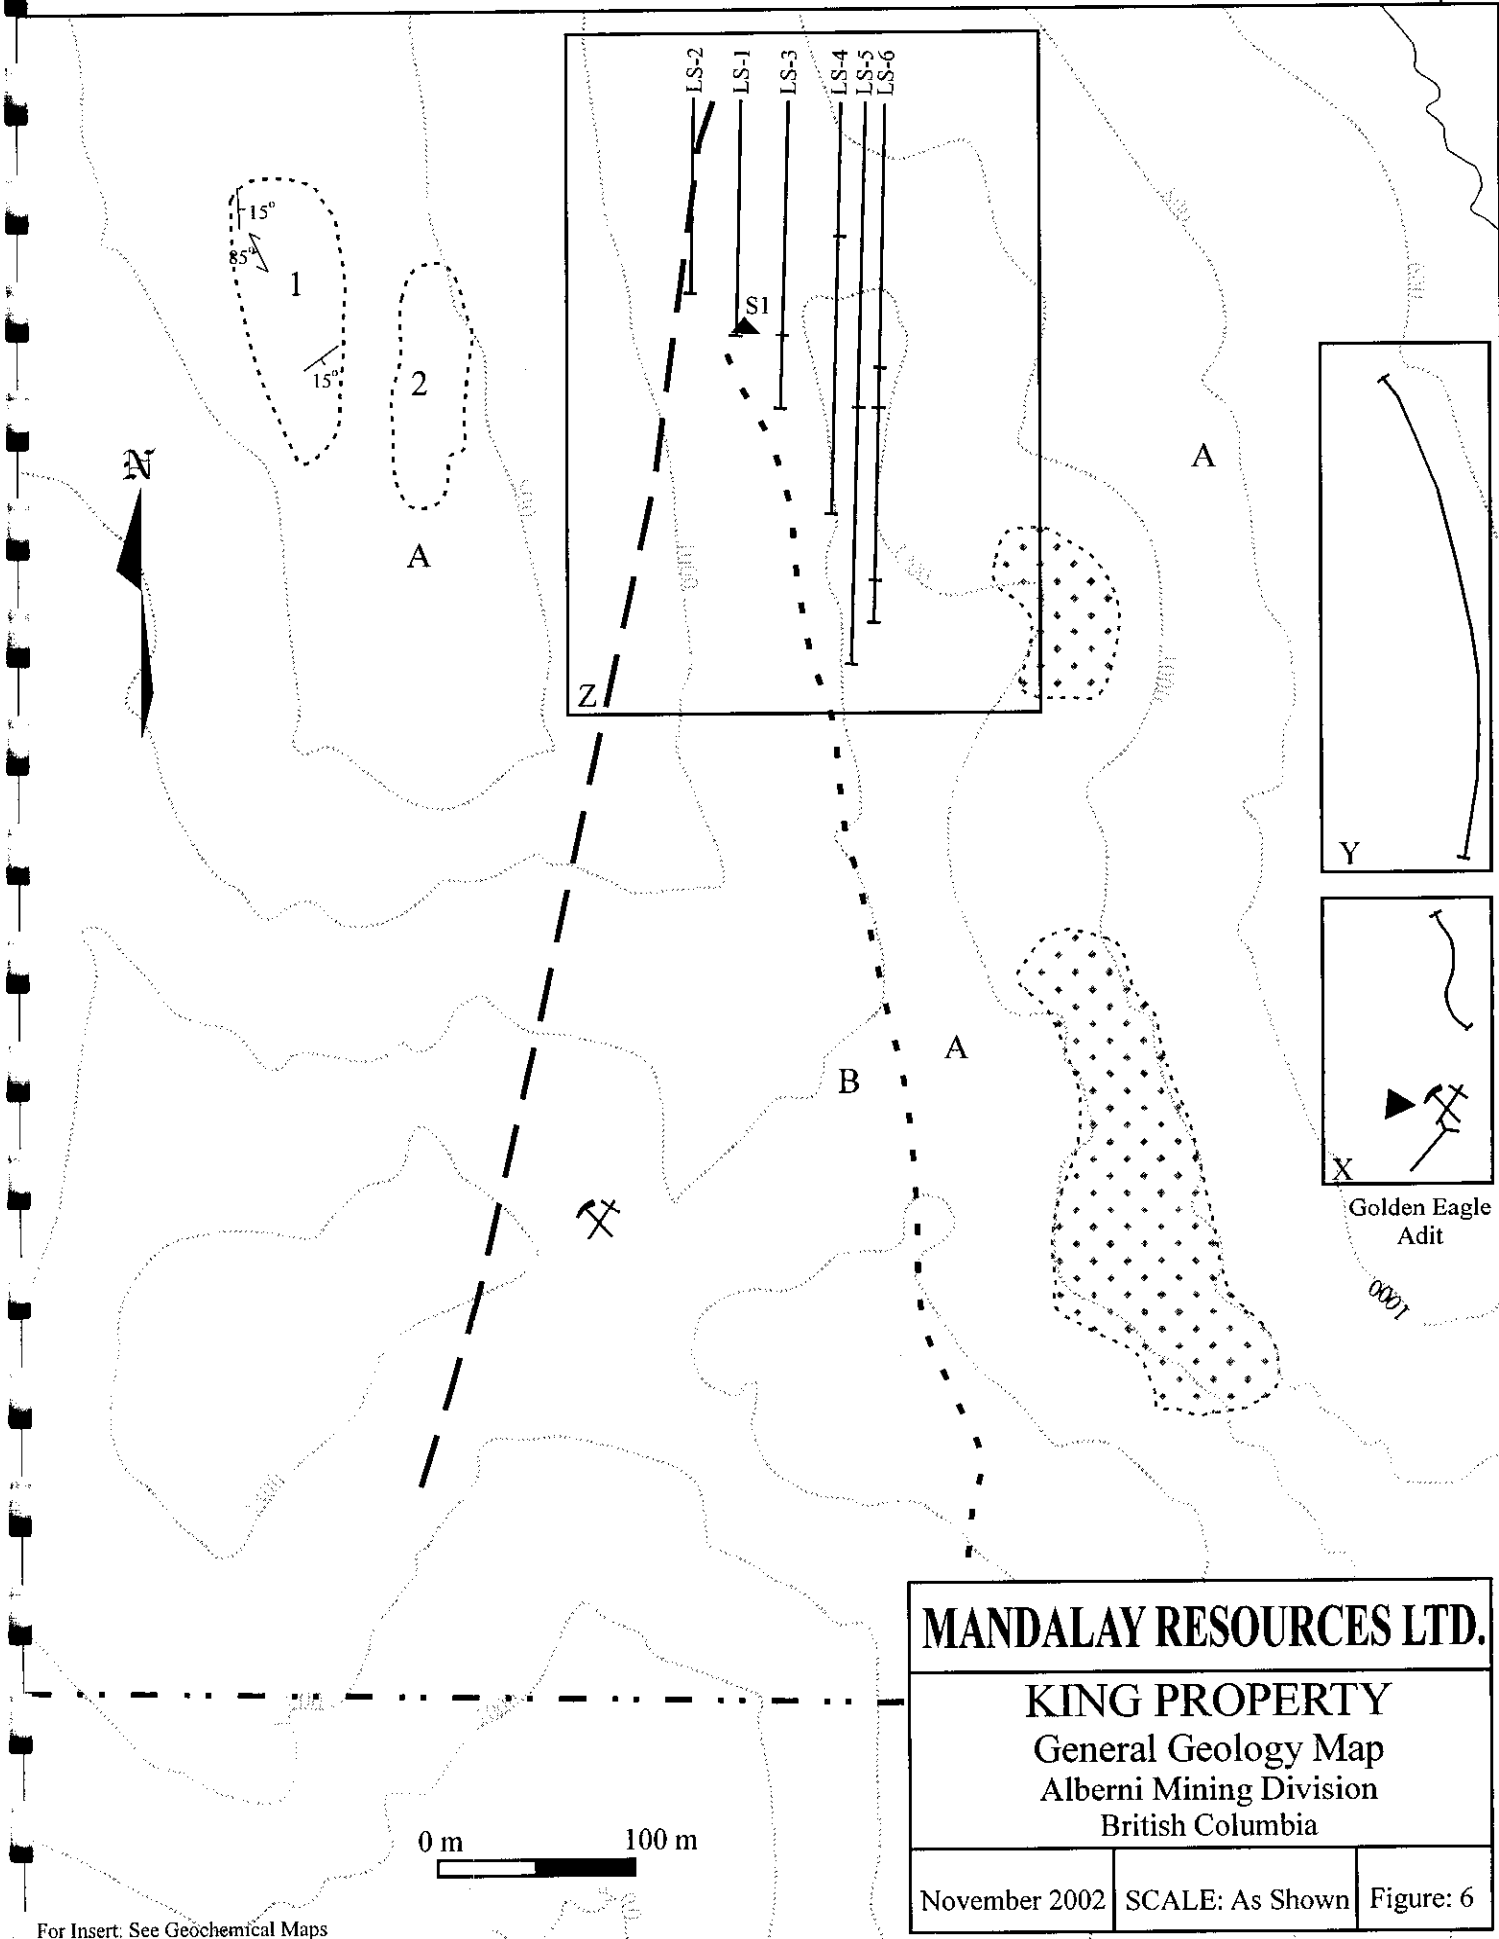 LS-2
LS-1
LS-3
LS-4
LS-5
LS-6
15°
85°
1
S1
15°
2
N
A
A
Z
Y
A
B
X
Golden Eagle
Adit
1000
MANDALAY RESOURCES LTD.
KING PROPERTY
General Geology Map
Alberni Mining Division
British Columbia
0 m 100 m
November 2002 SCALE: As Shown Figure: 6
For Insert: See Geochemical Maps